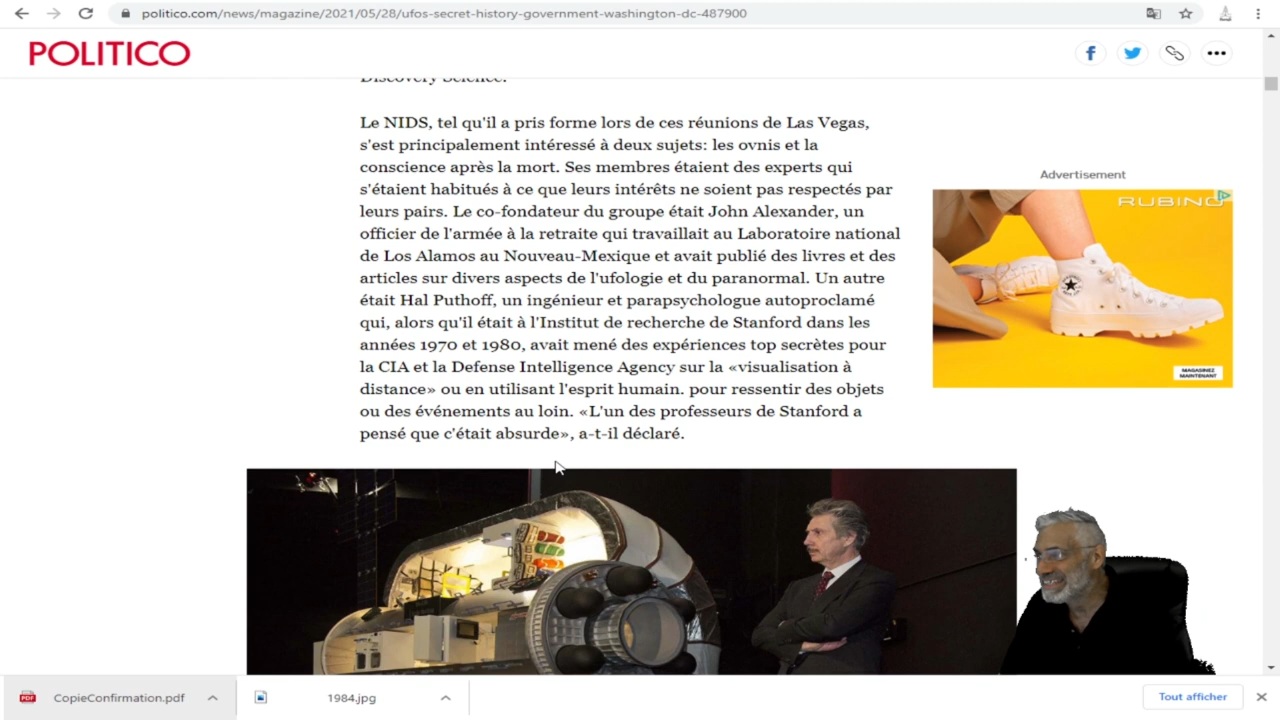 politico.com/news/magazine/2021/05/28/ufos-secret-history-government-washington-dc-487900
POLITICO
Discovery Science.
Le NIDS, tel qu'il a pris forme lors de ces réunions de Las Vegas,
s'est principalement intéressé à deux sujets: les ovnis et la
conscience après la mort. Ses membres étaient des experts qui
s'étaient habitués à ce que leurs intérêts ne soient pas respectés par
leurs pairs. Le co-fondateur du groupe était John Alexander, un
officier de l'armée à la retraite qui travaillait au Laboratoire national
de Los Alamos au Nouveau-Mexique et avait publié des livres et des
articles sur divers aspects de l'ufologie et du paranormal. Un autre
était Hal Puthoff, un ingénieur et parapsychologue autoproclamé
qui, alors qu'il était à l'Institut de recherche de Stanford dans les
années 1970 et 1980, avait mené des expériences top secrètes pour
la CIA et la Defense Intelligence Agency sur la «visualisation à
distance» ou en utilisant l'esprit humain. pour ressentir des objets
ou des événements au loin. «L'un des professeurs de Stanford a
pensé que c'était absurde», a-t-il déclaré.
Advertisement
RUBINO
MAGASINEZ
MAINTENANT
PDF
CopieConfirmation.pdf
1984.jpg
Tout afficher